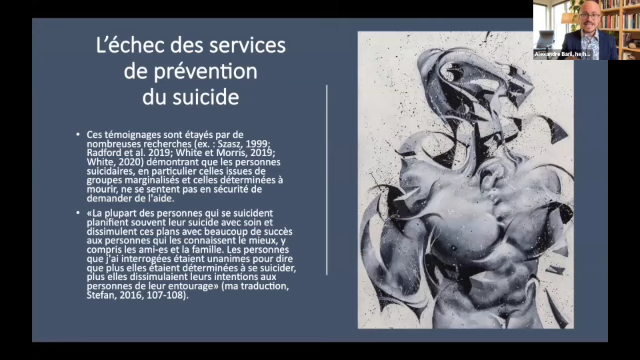 L'échec des services
de prévention
du suicide
• Ces témoignages sont étayés par de
nombreuses recherches (ex. : Szasz, 1999;
Radford et al. 2019; White et Morris, 2019;
White, 2020) démontrant que les personnes
suicidaires, en particulier celles issues de
groupes marginalisés et celles déterminées à
mourir, ne se sentent pas en sécurité de
demander de l'aide.
• «La plupart des personnes qui se suicident
planifient souvent leur suicide avec soin et
dissimulent ces plans avec beaucoup de succès
aux personnes qui les connaissent le mieux, y
compris les ami-es et la famille. Les personnes
que j'ai interrogées étaient unanimes pour dire
que plus elles étaient déterminées à se suicider,
plus elles dissimulaient leurs intentions aux
personnes de leur entourage» (ma traduction,
Stefan, 2016, 107-108).
Alexandre Baril,